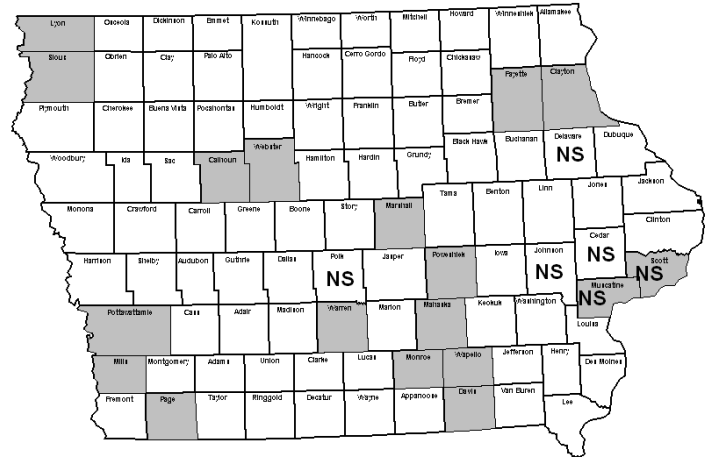 Lyon Osceola Dickinson Emmet Kossuth Winnebago Worth Mitchell Howard Winneshiek Allamakee
Sioux Obrien Clay Palo Alto Hancock Cerro Gordo Floyd Chickasaw Fayette Clayton
Plymouth Cherokee Buena Vista Pocahontas Humboldt Wright Franklin Butler Bremer
Woodbury Ida Sac Calhoun Webster Hamilton Hardin Grundy Black Hawk Buchanan Delaware Dubuque
NS
Monona Crawford Carroll Greene Boone Story Marshall Tama Benton Linn Jones Jackson
Clinton
Harrison Shelby Audubon Guthrie Dallas Polk Jasper Poweshiek Iowa Johnson Cedar Scott
NS NS NS NS
Pottawattamie Cass Adair Madison Warren Marion Mahaska Keokuk Washington Muscatine
NS
Louisa
Mills Montgomery Adams Union Clarke Lucas Monroe Wapello Jefferson Henry Des Moines
Fremont Page Taylor Ringgold Decatur Wayne Appanoose Davis Van Buren Lee